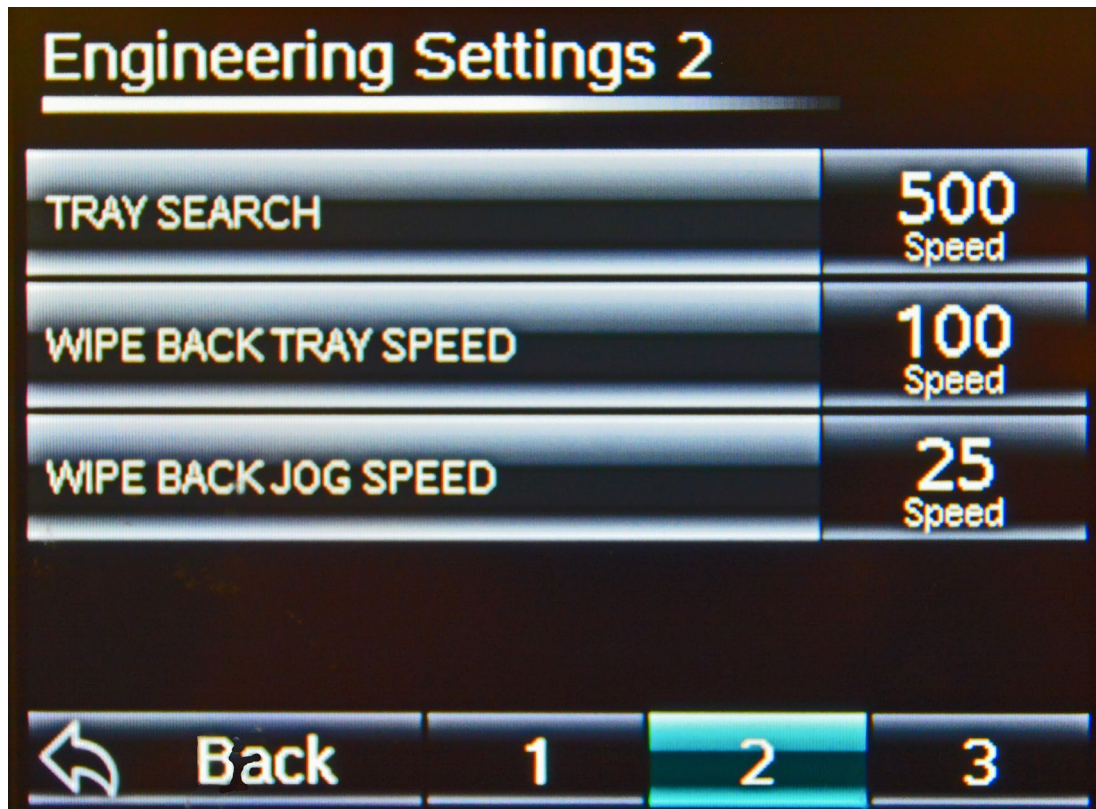 Engineering Settings 2
TRAY SEARCH
500
Speed
WIPE BACK TRAY SPEED
100
Speed
WIPE BACK JOG SPEED
25
Speed
Back
1
2
3